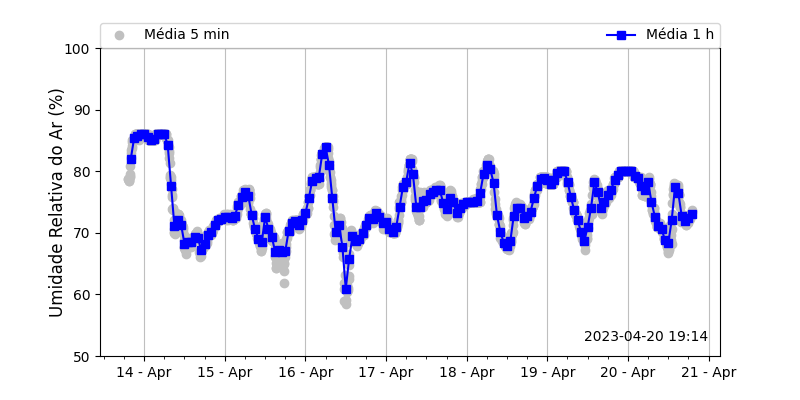 Média 5 min
Média 1 h
Umidade Relativa do Ar (%)
100
90
80
70
60
50
2023-04-20 19:14
14 - Apr
15 - Apr
16 - Apr
17 - Apr
18 - Apr
19 - Apr
20 - Apr
21 - Apr